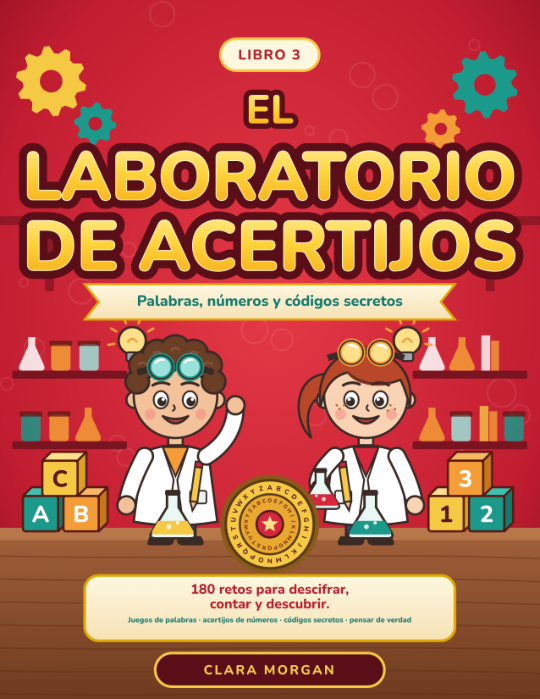 LIBRO 3
EL
LABORATORIO
DE ACERTIJOS
Palabras, números y códigos secretos
C
A B
3
1 2
180 retos para descifrar,
contar y descubrir.
Juegos de palabras · acertijos de números · códigos secretos · pensar de verdad
CLARA MORGAN